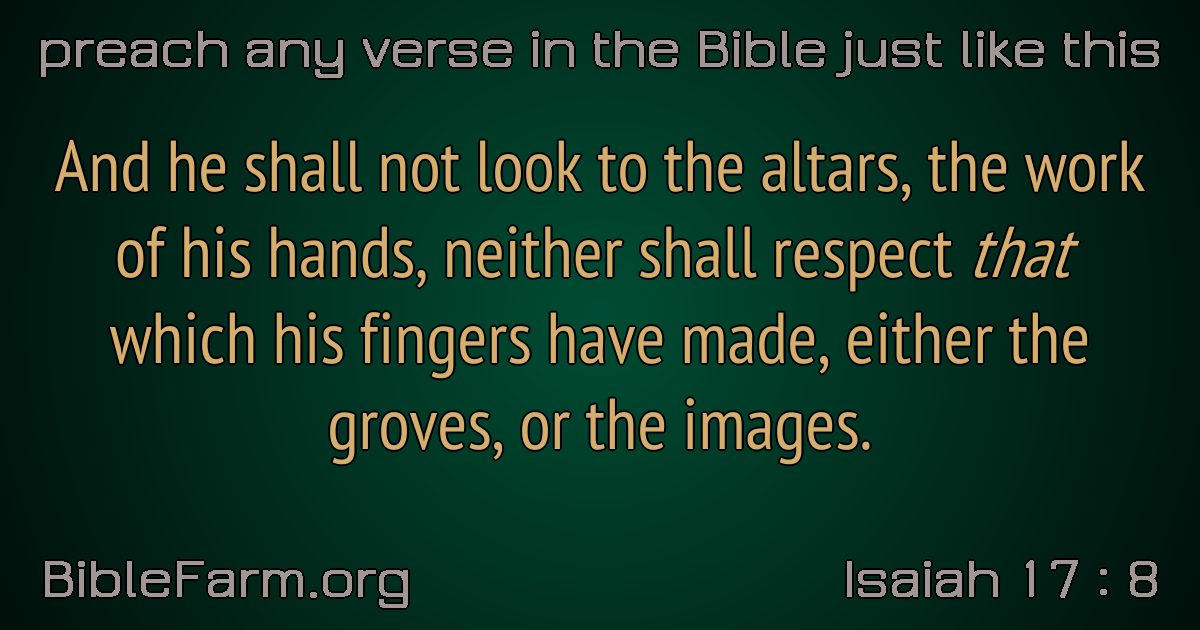 preach any verse in the Bible just like this
And he shall not look to the altars, the work
of his hands, neither shall respect that
which his fingers have made, either the
groves, or the images.
BibleFarm.org
Isaiah 17 : 8